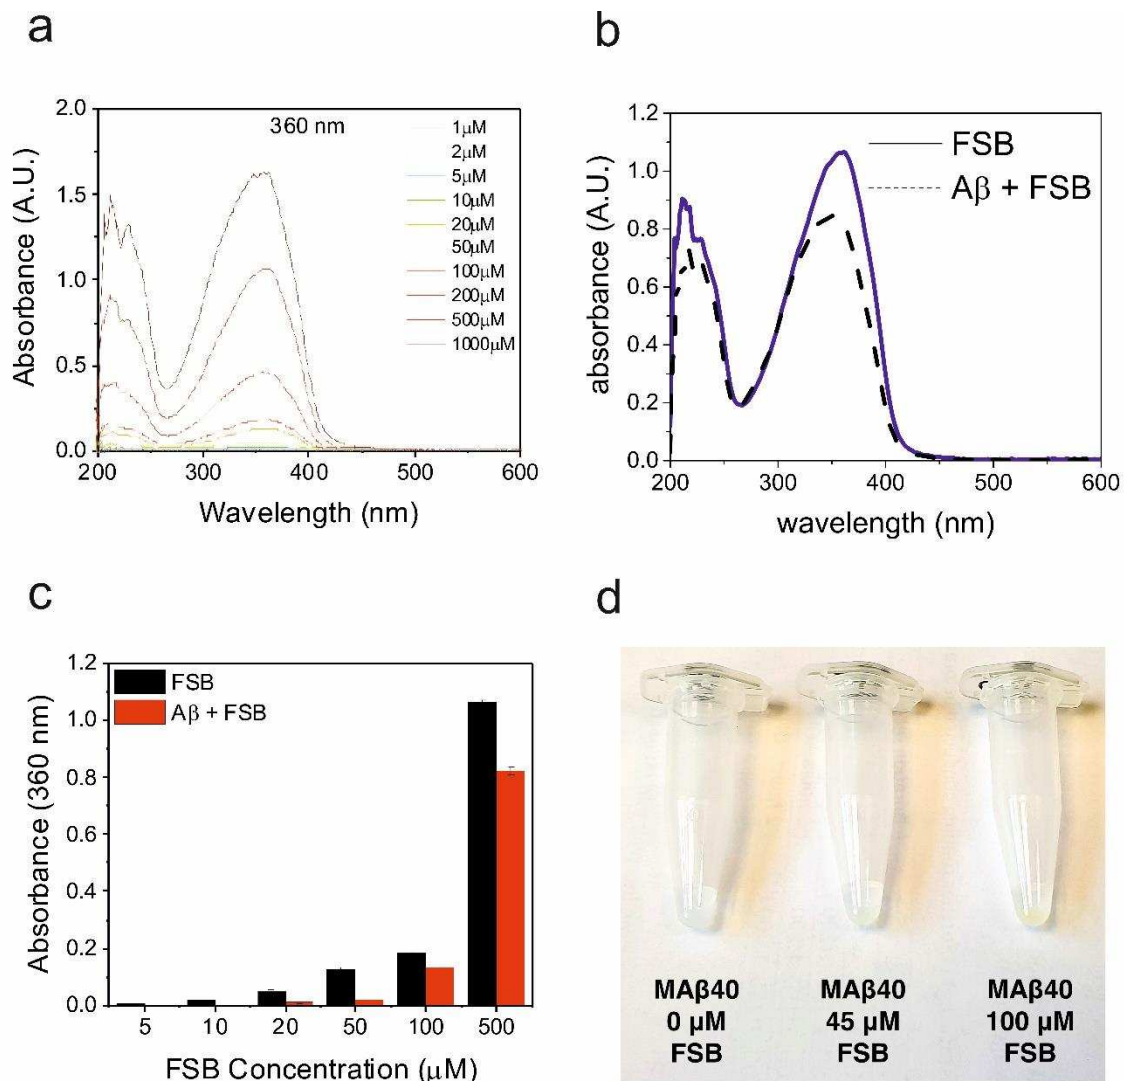 a
2.0
1.5
1.0
0.5
0.0
Absorbance (A.U.)
360 nm
1μM
2μM
5μM
10μM
20μM
50μM
100μM
200μM
500μM
1000μM
200 300 400 500 600
Wavelength (nm)
b
1.2
1.0
0.8
0.6
0.4
0.2
0.0
absorbance (A.U.)
FSB
Aβ + FSB
200 300 400 500 600
wavelength (nm)
c
1.2
1.0
0.8
0.6
0.4
0.2
0.0
Absorbance (360 nm)
FSB
Aβ + FSB
5 10 20 50 100 500
FSB Concentration (μM)
d
MAβ40
0 μM
FSB
MAβ40
45 μM
FSB
MAβ40
100 μM
FSB